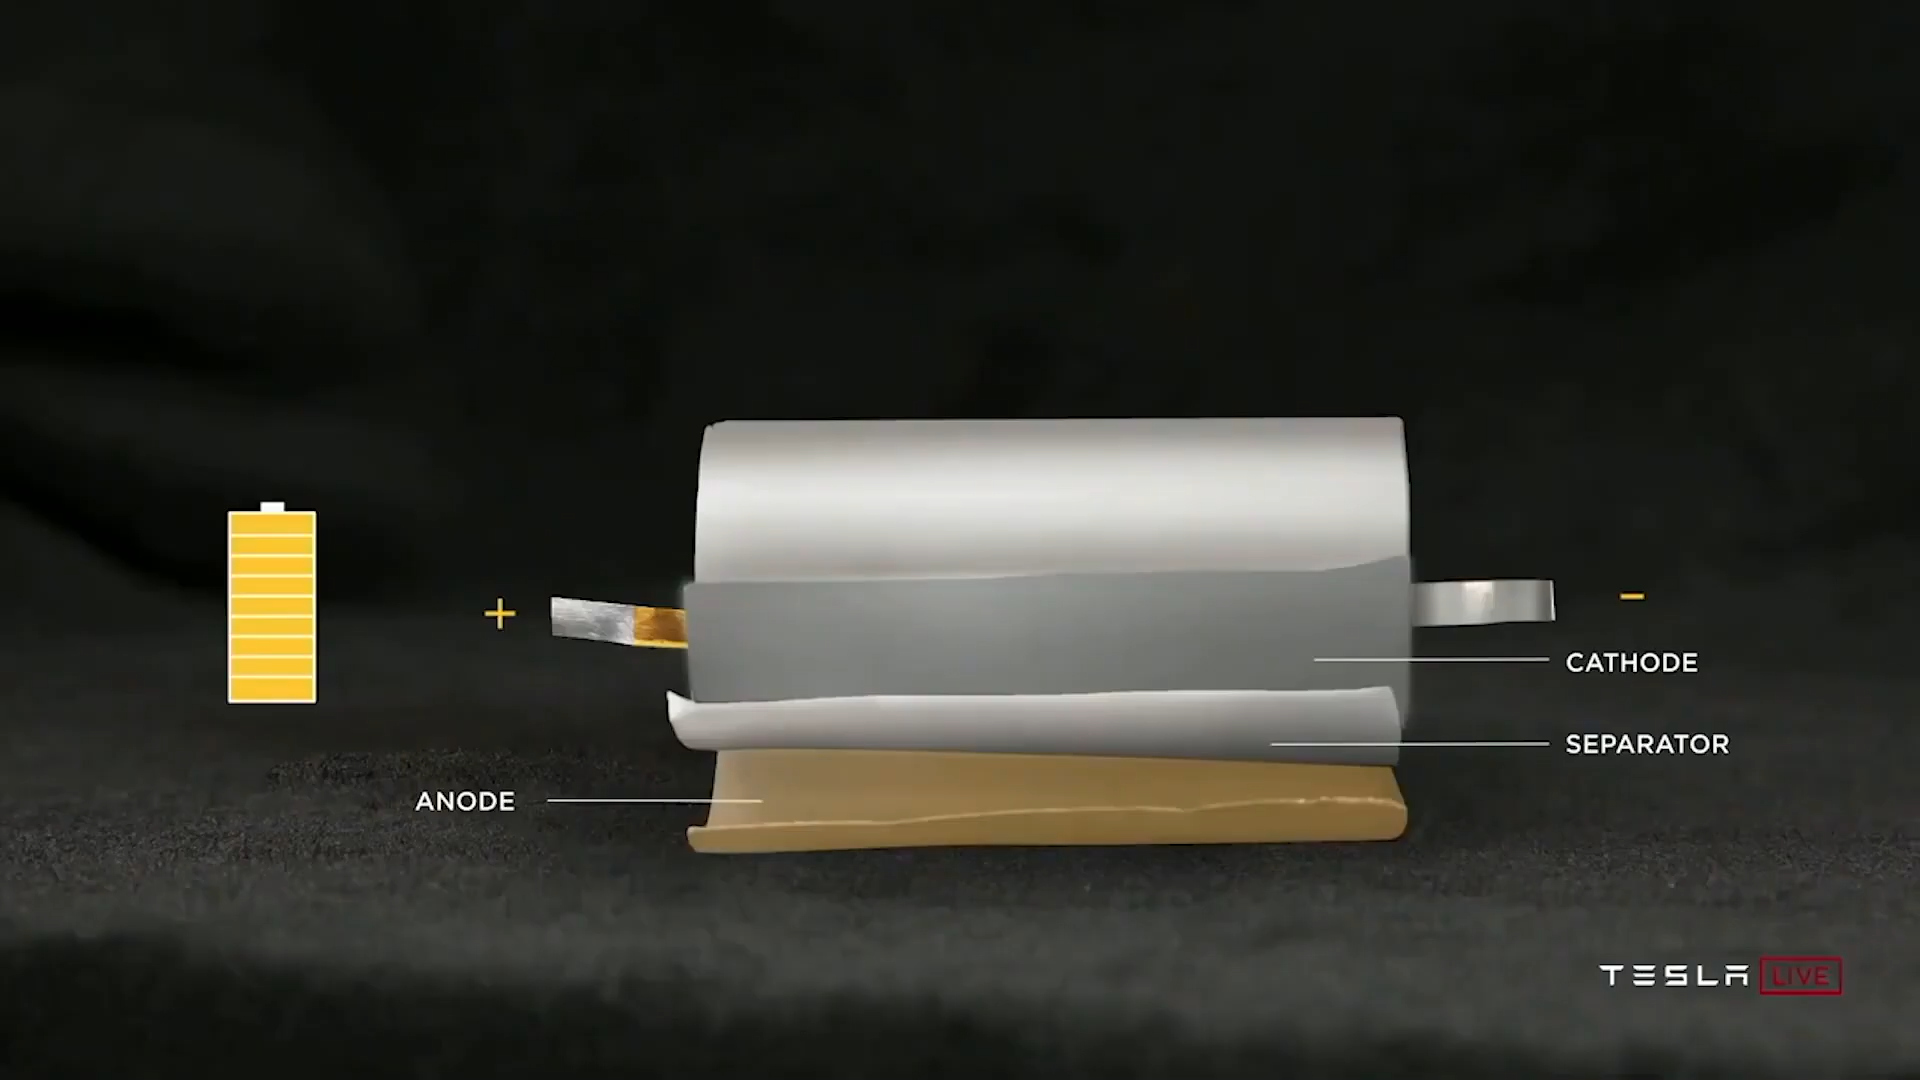 +
-
CATHODE
SEPARATOR
ANODE
TESLA LIVE